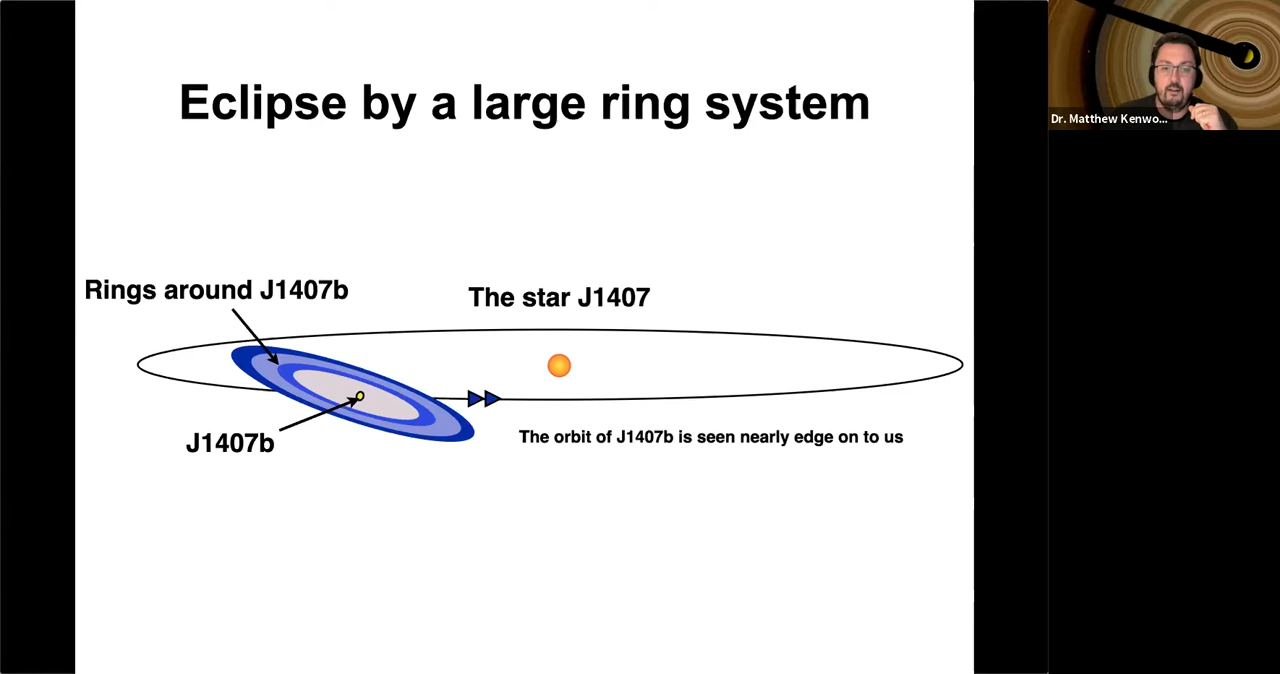 Eclipse by a large ring system
Dr. Matthew Kenwo...
Rings around J1407b
The star J1407
J1407b
The orbit of J1407b is seen nearly edge on to us